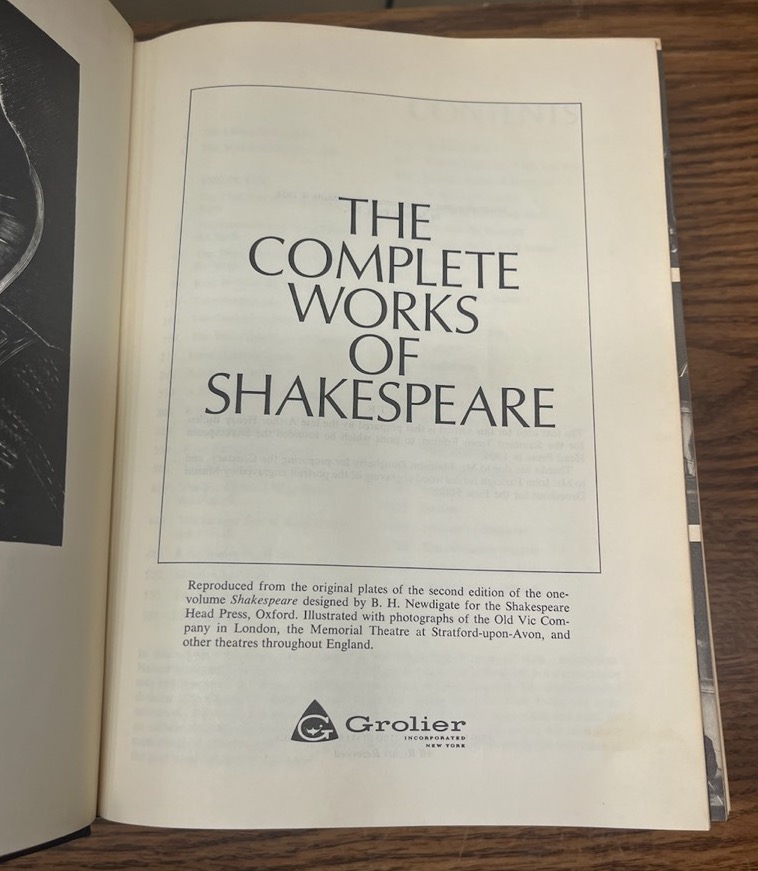 THE
COMPLETE
WORKS
OF
SHAKESPEARE
Reproduced from the original plates of the second edition of the one-
volume Shakespeare designed by B. H. Newdigate for the Shakespeare
Head Press, Oxford. Illustrated with photographs of the Old Vic Com-
pany in London, the Memorial Theatre at Stratford-upon-Avon, and
other theatres throughout England.
G Grolier
INCORPORATED
NEW YORK